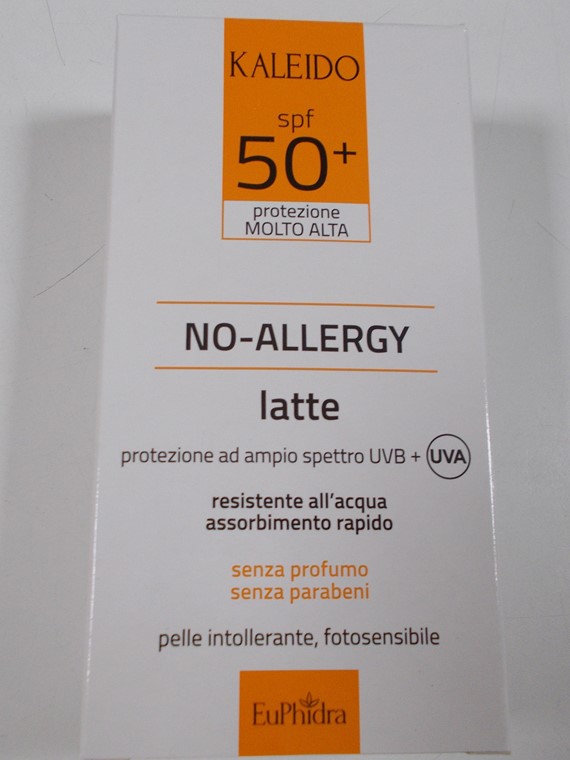 KALEIDO
spf
50+
protezione
MOLTO ALTA
NO-ALLERGY
latte
protezione ad ampio spettro UVB + UVA
resistente all'acqua
assorbimento rapido
senza profumo
senza parabeni
pelle intollerante, fotosensibile
EuPhidra